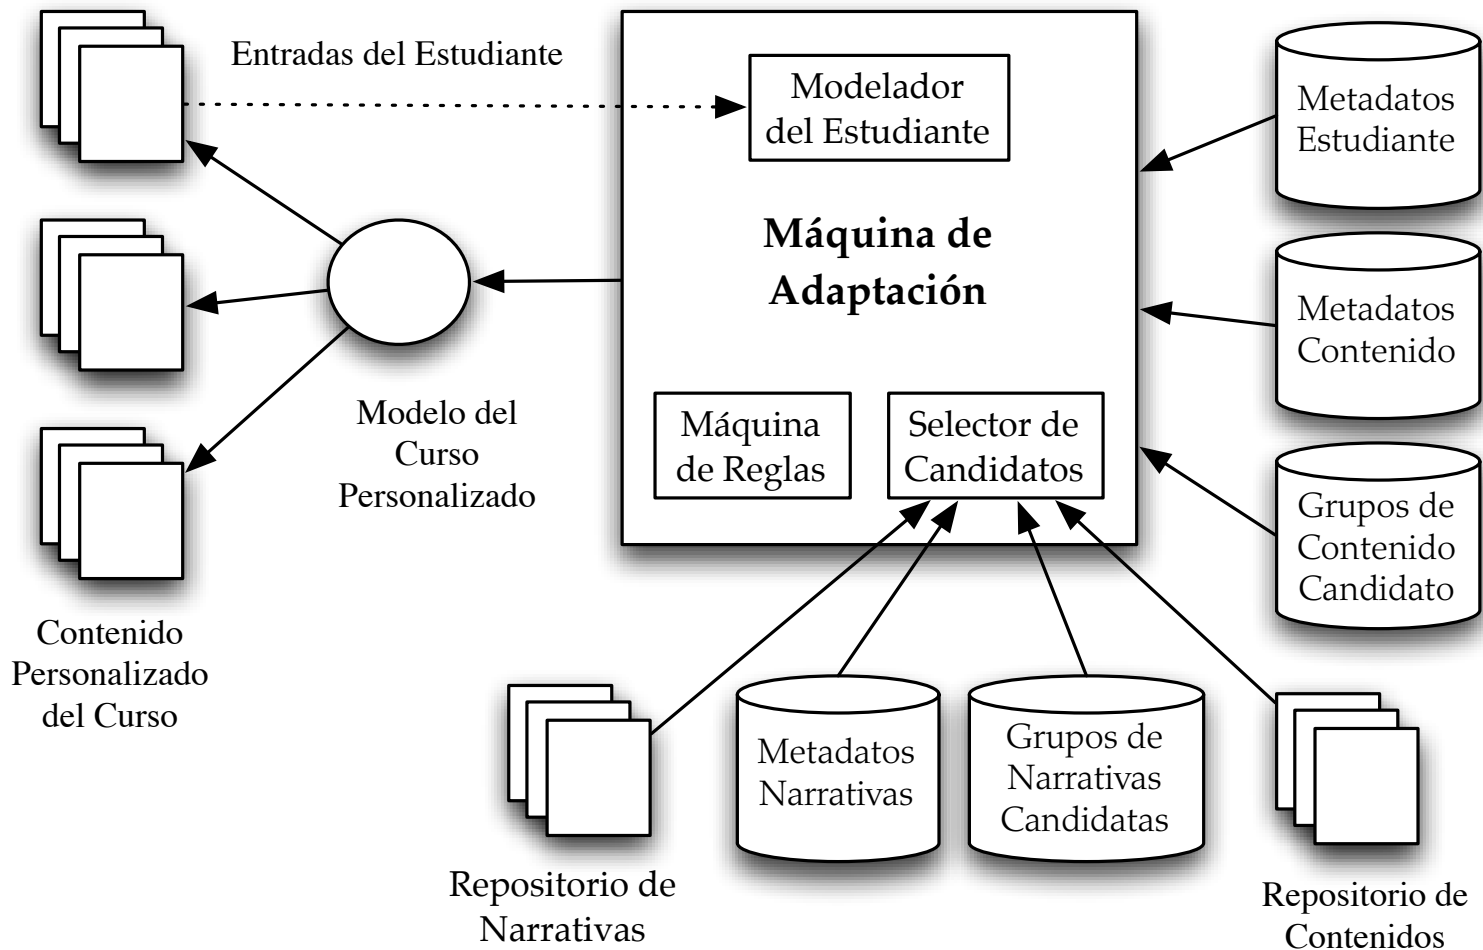 Entradas del Estudiante
Modelador
del Estudiante
Máquina de
Adaptación
Máquina
de Reglas
Selector de
Candidatos
Metadatos
Estudiante
Metadatos
Contenido
Grupos de
Contenido
Candidato
Modelo del
Curso
Personalizado
Contenido
Personalizado
del Curso
Repositorio de
Narrativas
Metadatos
Narrativas
Grupos de
Narrativas
Candidatas
Repositorio de
Contenidos